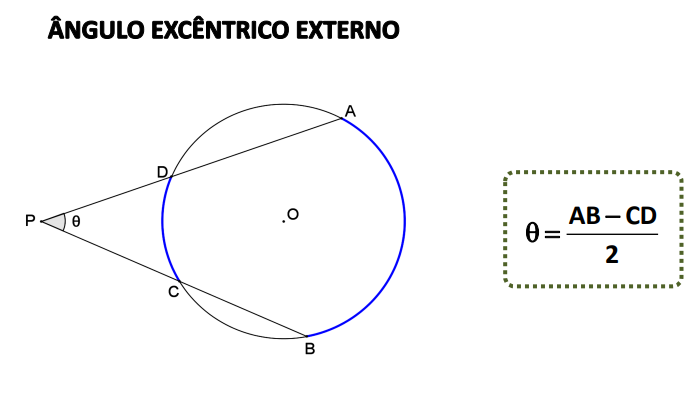 ÂNGULO EXCÊNTRICO EXTERNO
A
D
P
θ
.O
C
B
θ = AB – CD
2